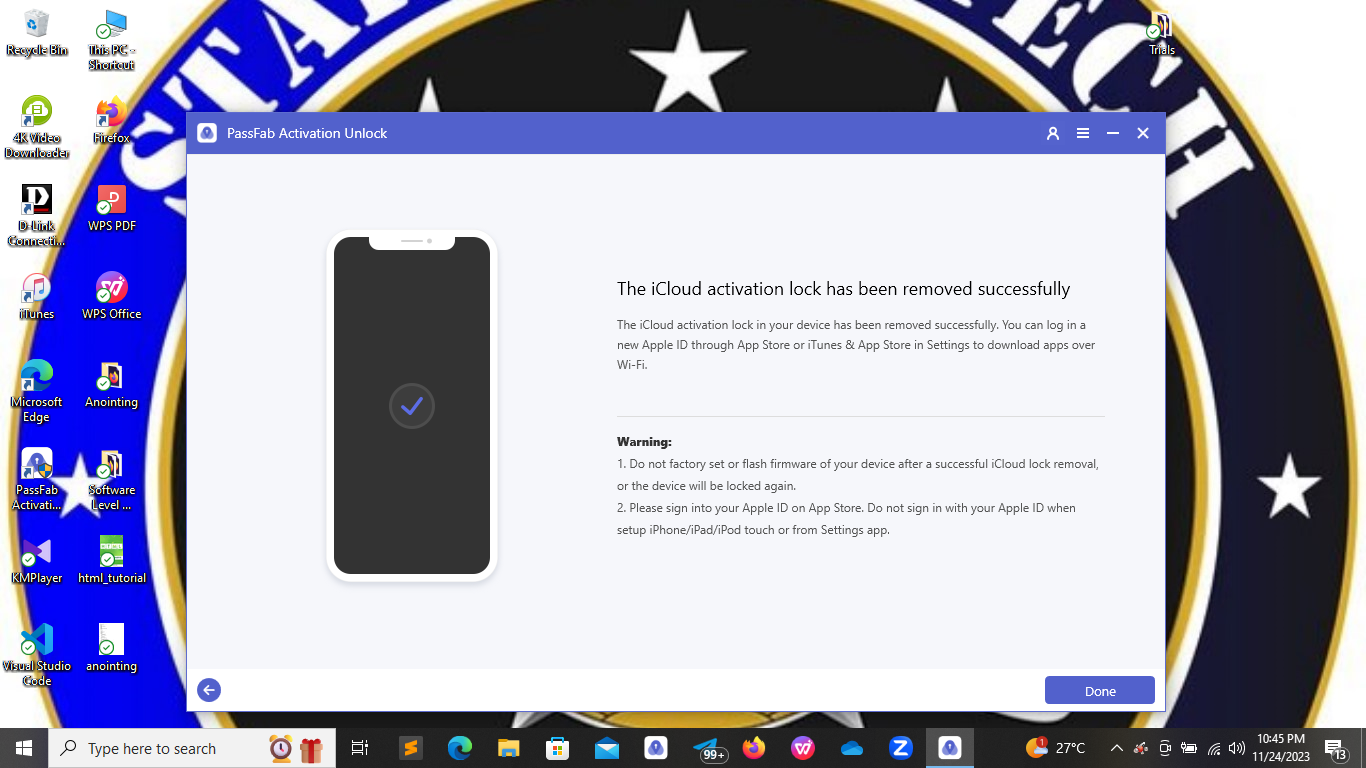 STA
TECH
Recycle Bin
This PC -
Shortcut
Trials
4K Video
Downloader
Firefox
D-Link
Connecti...
WPS PDF
iTunes
WPS Office
Microsoft
Edge
Anointing
PassFab
Activati...
Software
Level ...
KMPlayer
html_tutorial
Visual Studio
Code
anointing
PassFab Activation Unlock
The iCloud activation lock has been removed successfully
The iCloud activation lock in your device has been removed successfully. You can log in a
new Apple ID through App Store or iTunes & App Store in Settings to download apps over
Wi-Fi.
Warning:
1. Do not factory set or flash firmware of your device after a successful iCloud lock removal,
or the device will be locked again.
2. Please sign into your Apple ID on App Store. Do not sign in with your Apple ID when
setup iPhone/iPad/iPod touch or from Settings app.
Done
Type here to search
99+
1
27°C
10:45 PM
11/24/2023
13